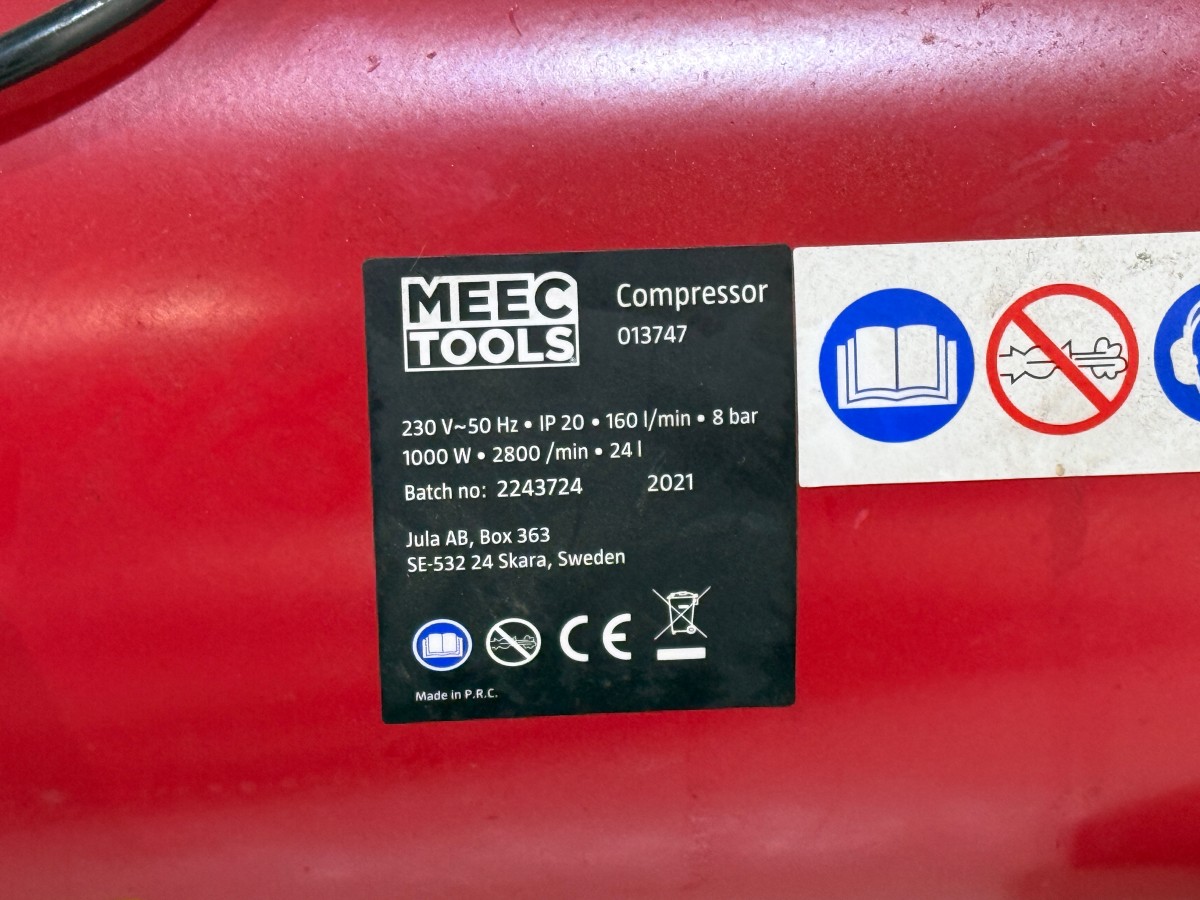 MEEC
TOOLS
Compressor
013747
230 V~50 Hz • IP 20 • 160 l/min • 8 bar
1000 W • 2800 /min • 24 l
Batch no: 2243724 2021
Jula AB, Box 363
SE-532 24 Skara, Sweden
CE
Made in P.R.C.